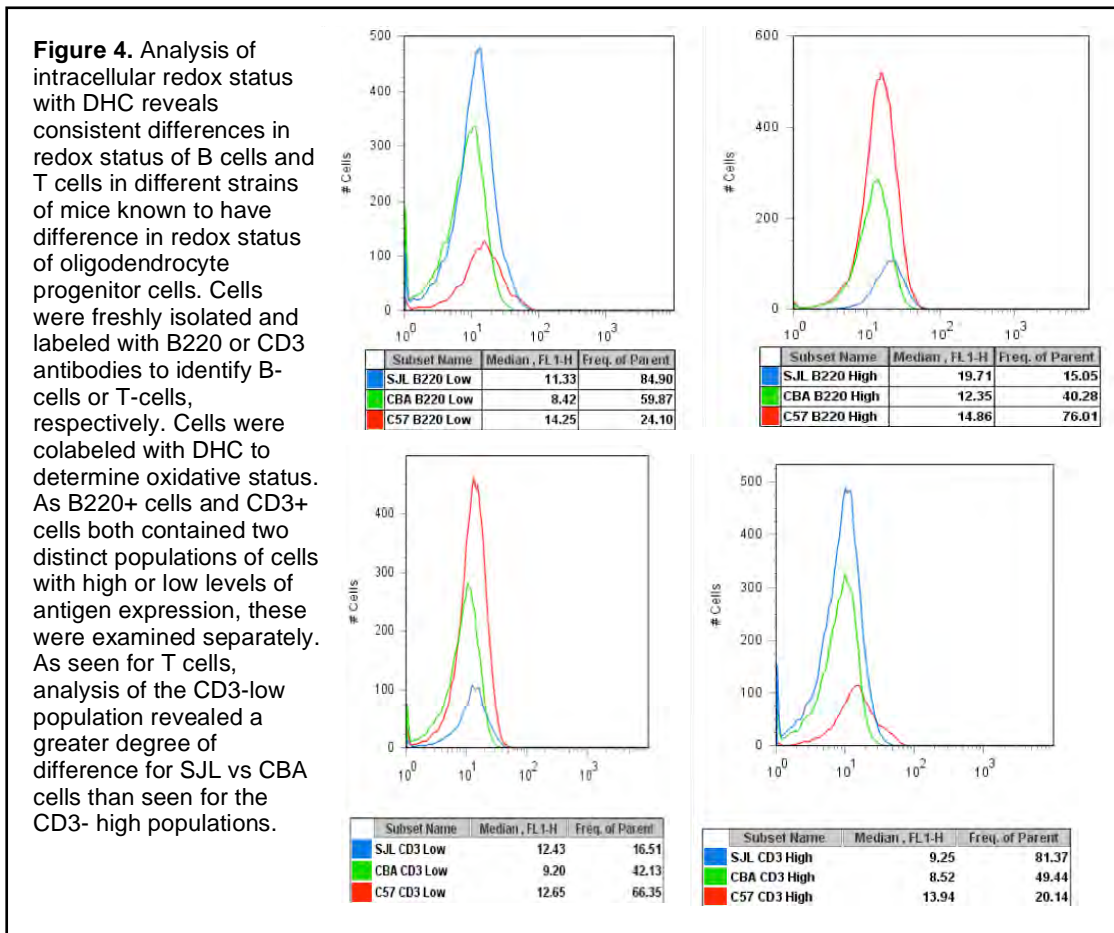 Figure 4. Analysis of
intracellular redox status
with DHC reveals
consistent differences in
redox status of B cells and
T cells in different strains
of mice known to have
difference in redox status
of oligodendrocyte
progenitor cells. Cells
were freshly isolated and
labeled with B220 or CD3
antibodies to identify B-
cells or T-cells,
respectively. Cells were
colabeled with DHC to
determine oxidative status.
As B220+ cells and CD3+
cells both contained two
distinct populations of cells
with high or low levels of
antigen expression, these
were examined separately.
As seen for T cells,
analysis of the CD3-low
population revealed a
greater degree of
difference for SJL vs CBA
cells than seen for the
CD3- high populations.
500
400
300
200
100
0
# Cells
10^0 10^1 10^2 10^3
Subset Name Median , FL1-H Freq. of Parent
SJL B220 Low 11.33 84.90
CBA B220 Low 8.42 59.87
C57 B220 Low 14.25 24.10
600
400
200
0
# Cells
10^0 10^1 10^2 10^3
Subset Name Median , FL1-H Freq. of Parent
SJL B220 High 19.71 15.05
CBA B220 High 12.35 40.28
C57 B220 High 14.86 76.01
400
300
200
100
0
# Cells
10^0 10^1 10^2 10^3
Subset Name Median , FL1-H Freq. of Parent
SJL CD3 Low 12.43 16.51
CBA CD3 Low 9.20 42.13
C57 CD3 Low 12.65 66.35
500
400
300
200
100
0
# Cells
10^0 10^1 10^2 10^3
Subset Name Median , FL1-H Freq. of Parent
SJL CD3 High 9.25 81.37
CBA CD3 High 8.52 49.44
C57 CD3 High 13.94 20.14